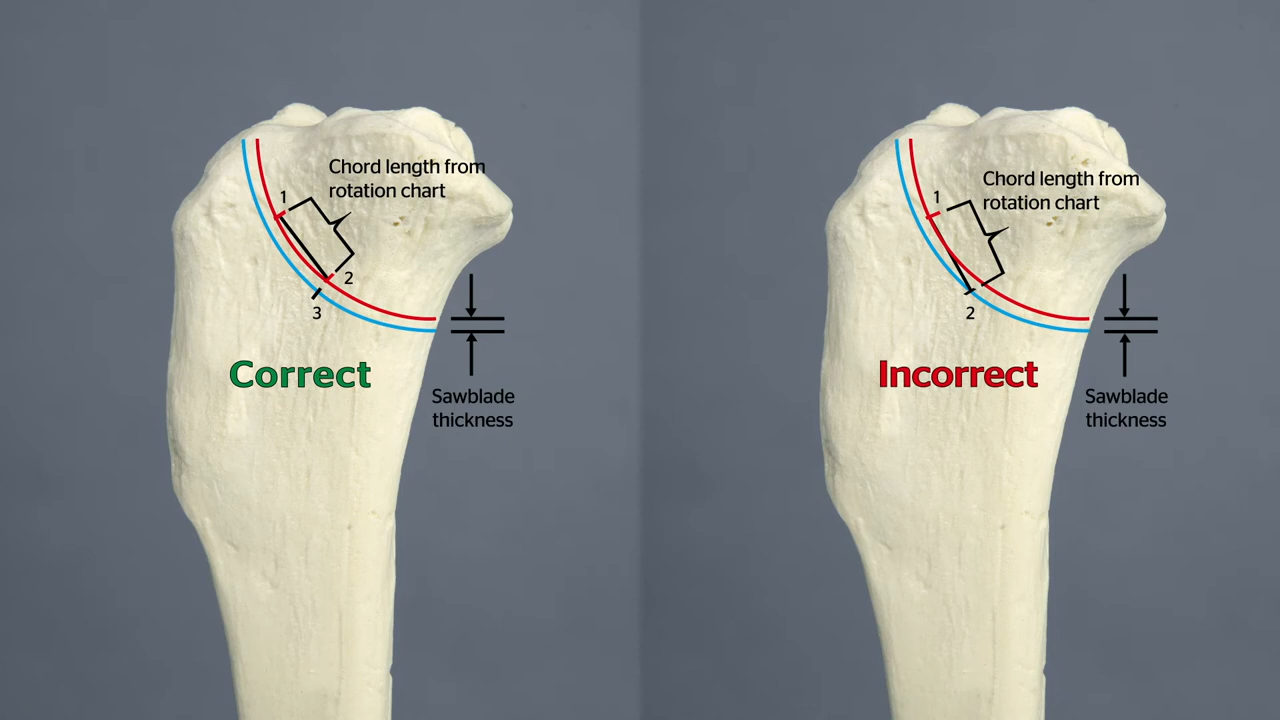 Chord length from
rotation chart
1
2
3
Correct
Sawblade
thickness
Chord length from
rotation chart
1
2
Incorrect
Sawblade
thickness